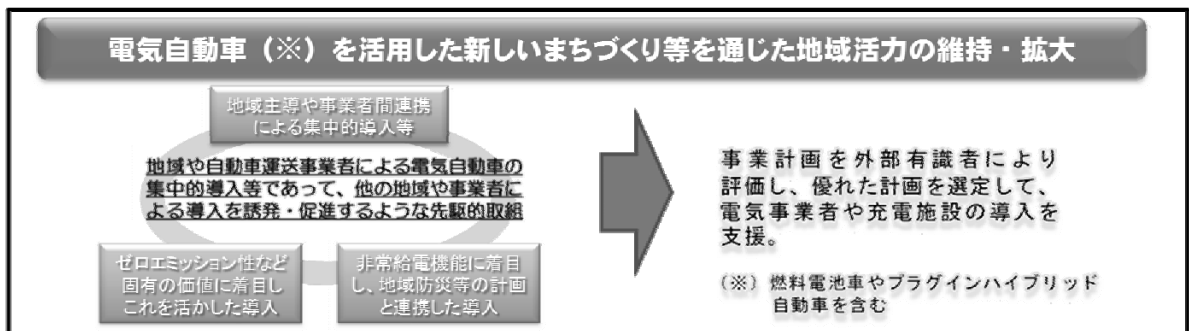 電気自動車（※）を活用した新しいまちづくり等を通じた地域活力の維持・拡大
地域主導や事業者間連携
による集中的導入等
地域や自動車運送事業者による電気自動車の
集中的導入等であって、他の地域や事業者に
よる導入を誘発・促進するような先駆的取組
ゼロエミッション性など
固有の価値に着目し
これを活かした導入
非常給電機能に着目
し、地域防災等の計画
と連携した導入
事業計画を外部有識者により
評価し、優れた計画を選定して、
電気事業者や充電施設の導入を
支援。
（※）燃料電池車やプラグインハイブリッド
自動車を含む